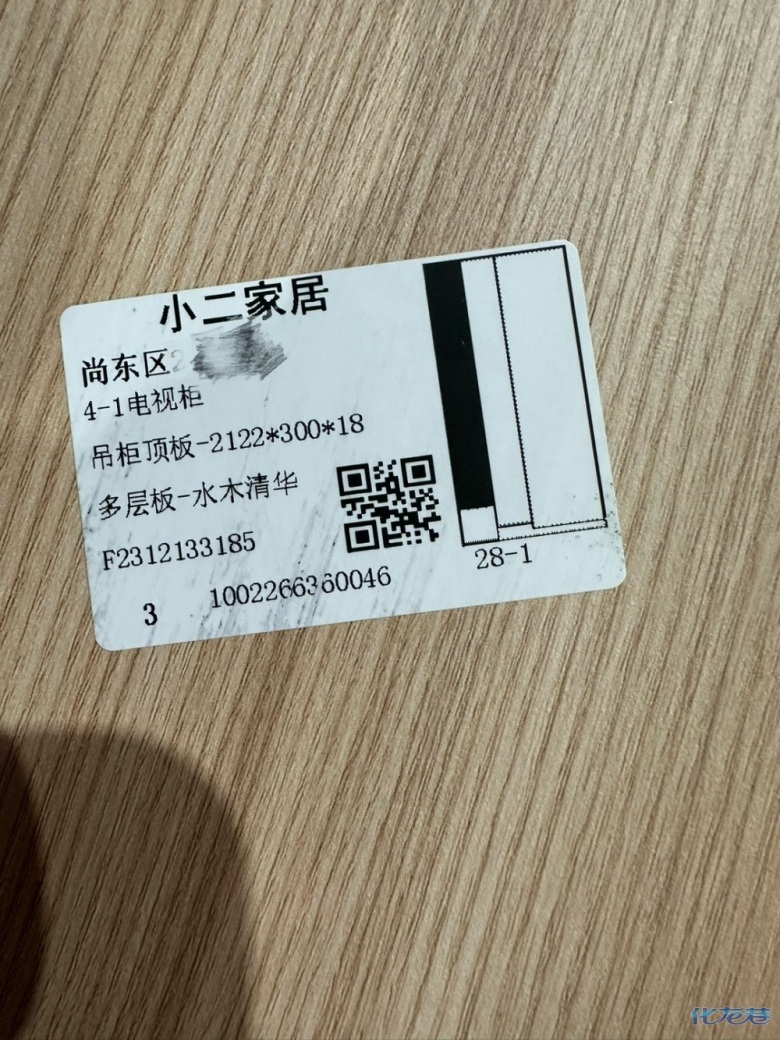 小二家居
尚东区2
4-1电视柜
吊柜顶板-2122*300*18
多层板-水木清华
F2312133185
3 1002266360046
28-1
化龙巷